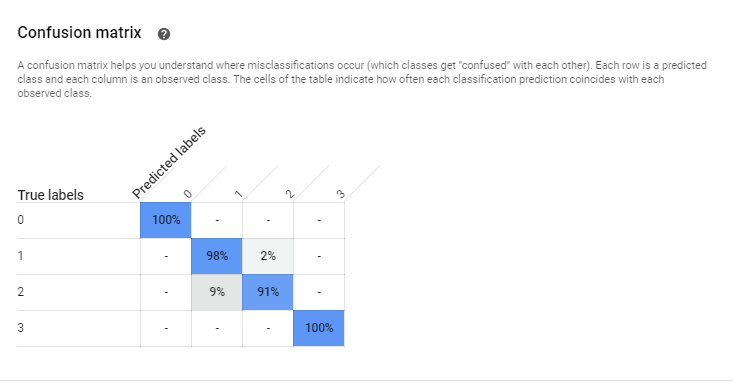 Confusion matrix ?
A confusion matrix helps you understand where misclassifications occur (which classes get "confused" with each other). Each row is a predicted
class and each column is an observed class. The cells of the table indicate how often each classification prediction coincides with each
observed class.
Predicted labels
True labels 0 1 2 3
0 100% - - -
1 - 98% 2% -
2 - 9% 91% -
3 - - - 100%